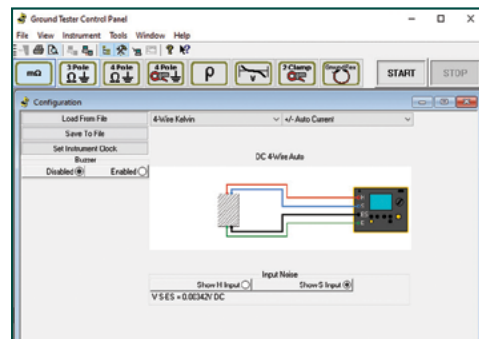 Ground Tester Control Panel
File View Instrument Tools Window Help
mΩ
3 Pole Ω
4 Pole Ω
4 Pole Ω
ρ
V
2 Clamp Ω
GroundFlex
START
STOP
Configuration
Load From File
4-Wire Kelvin
+/- Auto Current
Save To File
Set Instrument Clock
Buzzer
DC 4-Wire Auto
Disabled
Enabled
Input Noise
Show H Input
Show S Input
V S-ES = 0.00342V DC